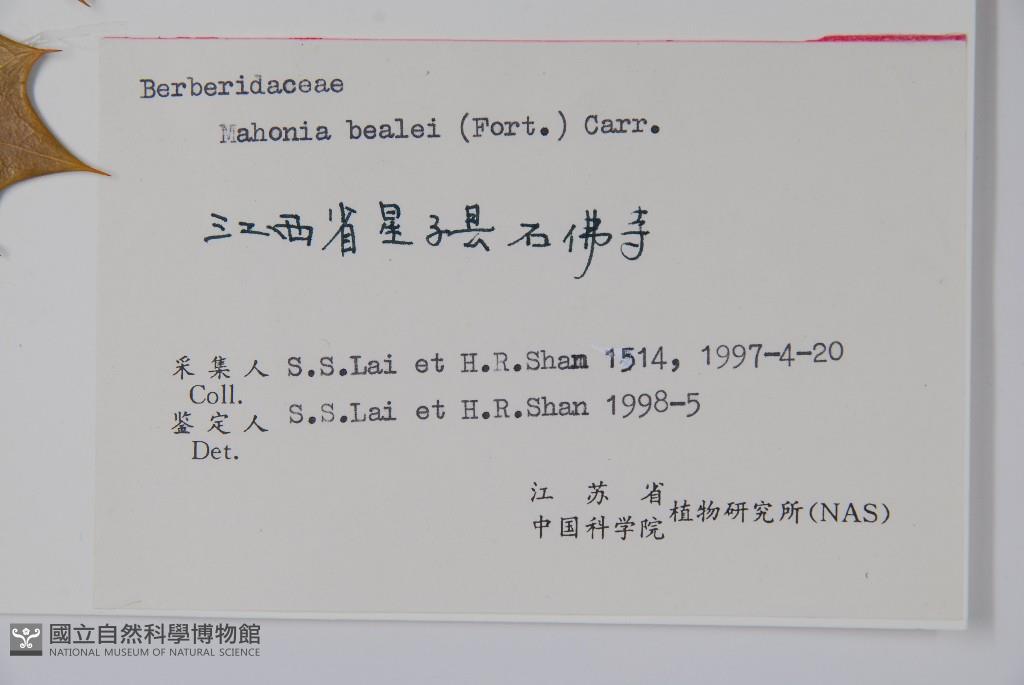 Berberidaceae
Mahonia bealei (Fort.) Carr.
江西省星子县石佛寺
采集人 S.S.Lai et H.R.Shan 1514, 1997-4-20
Coll.
鉴定人 S.S.Lai et H.R.Shan 1998-5
Det.
江苏省
中国科学院 植物研究所(NAS)
國立自然科學博物館
NATIONAL MUSEUM OF NATURAL SCIENCE